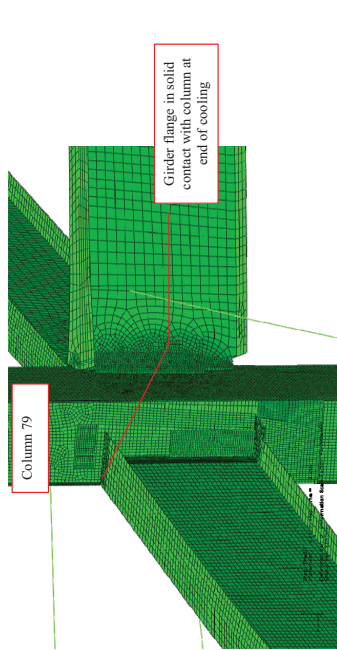 Girder flange in solid
contact with column at
end of cooling
Column 79